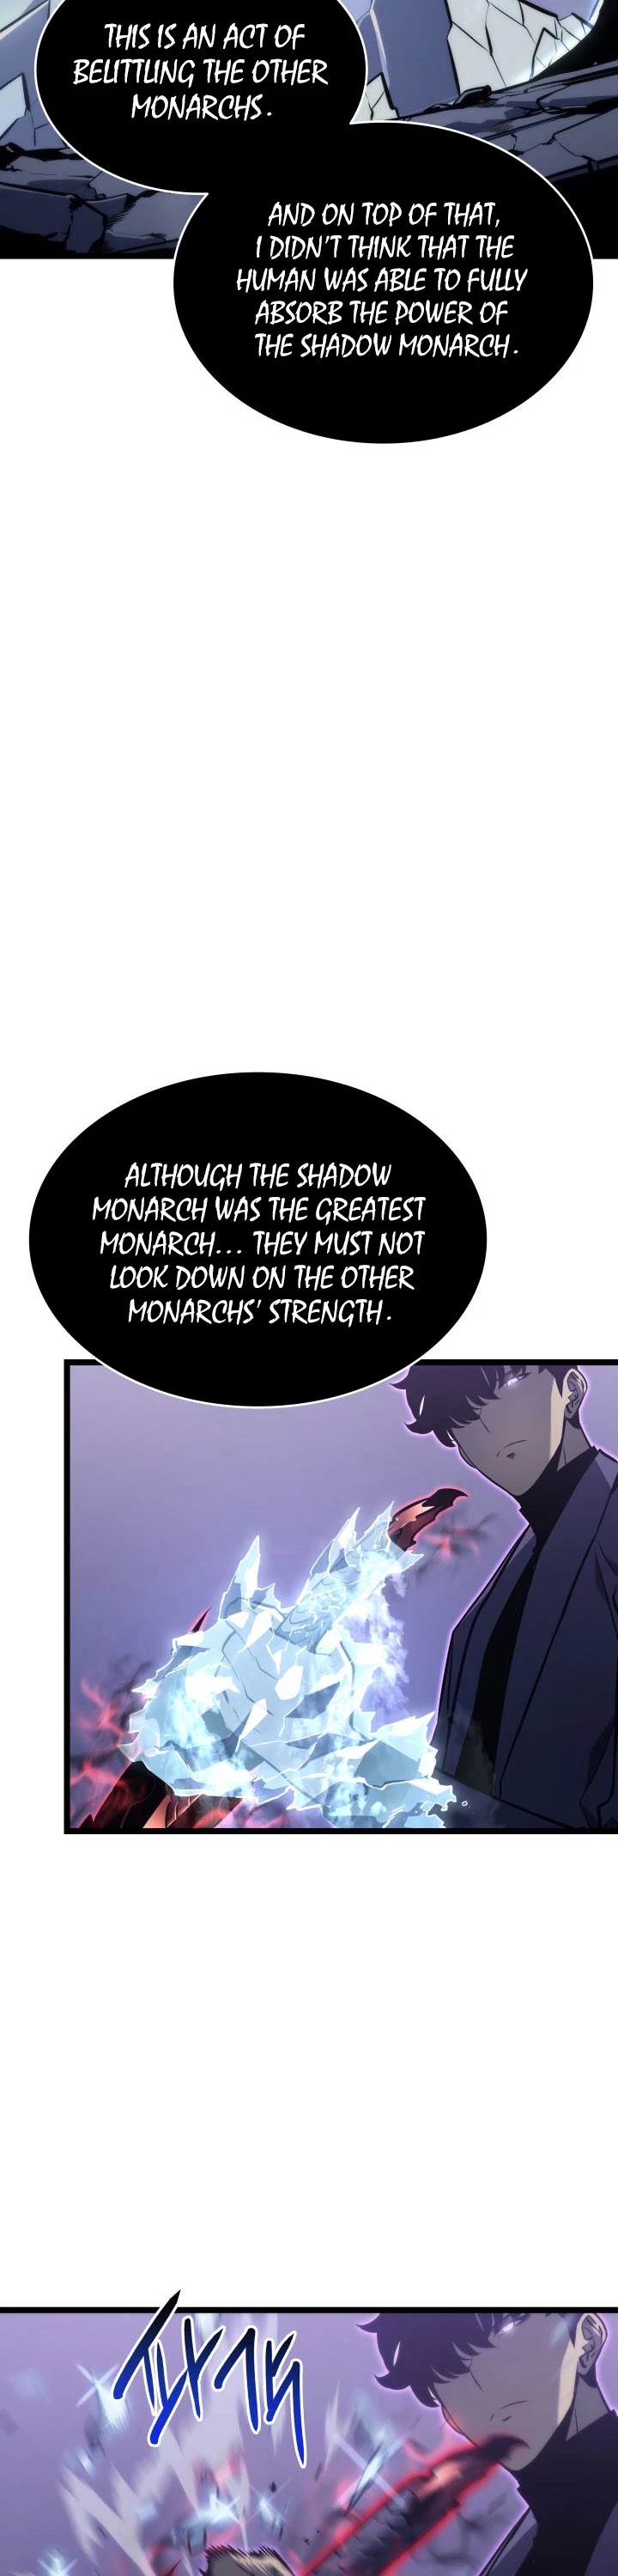 THIS IS AN ACT OF
BELITTLING THE OTHER
MONARCHS.
AND ON TOP OF THAT,
I DIDN'T THINK THAT THE
HUMAN WAS ABLE TO FULLY
ABSORB THE POWER OF
THE SHADOW MONARCH.
ALTHOUGH THE SHADOW
MONARCH WAS THE GREATEST
MONARCH... THEY MUST NOT
LOOK DOWN ON THE OTHER
MONARCHS' STRENGTH.